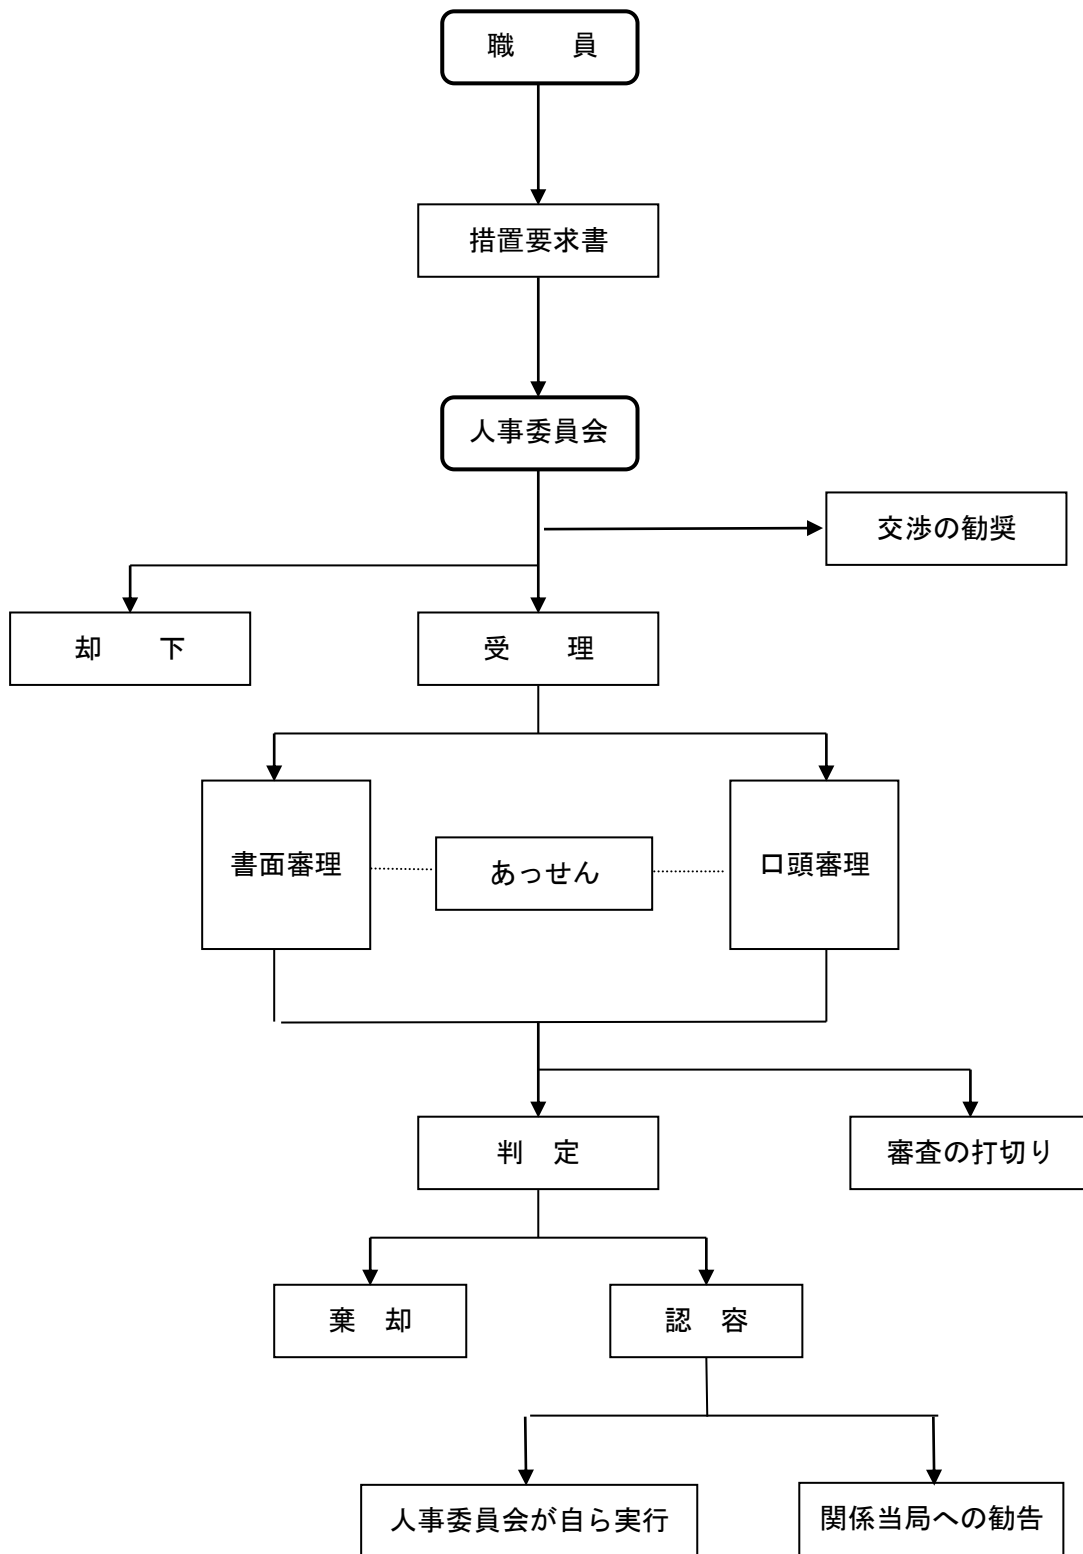 職　　員
措置要求書
人事委員会
交渉の勧奨
却　　下
受　　理
書面審理
あっせん
口頭審理
判　定
審査の打切り
棄　却
認　容
人事委員会が自ら実行
関係当局への勧告